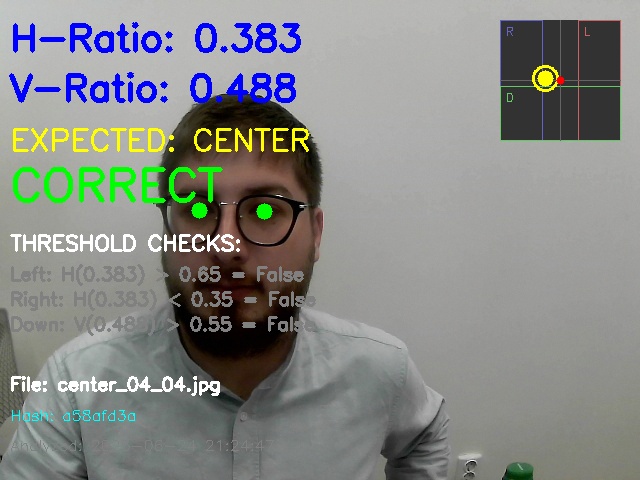 H-Ratio: 0.383
V-Ratio: 0.488
EXPECTED: CENTER
CORRECT
THRESHOLD CHECKS:
Left: H(0.383) > 0.65 = False
Right: H(0.383) < 0.35 = False
Down: V(0.488) > 0.55 = False
File: center_04_04.jpg
Hash: a58afd3a
R
L
D